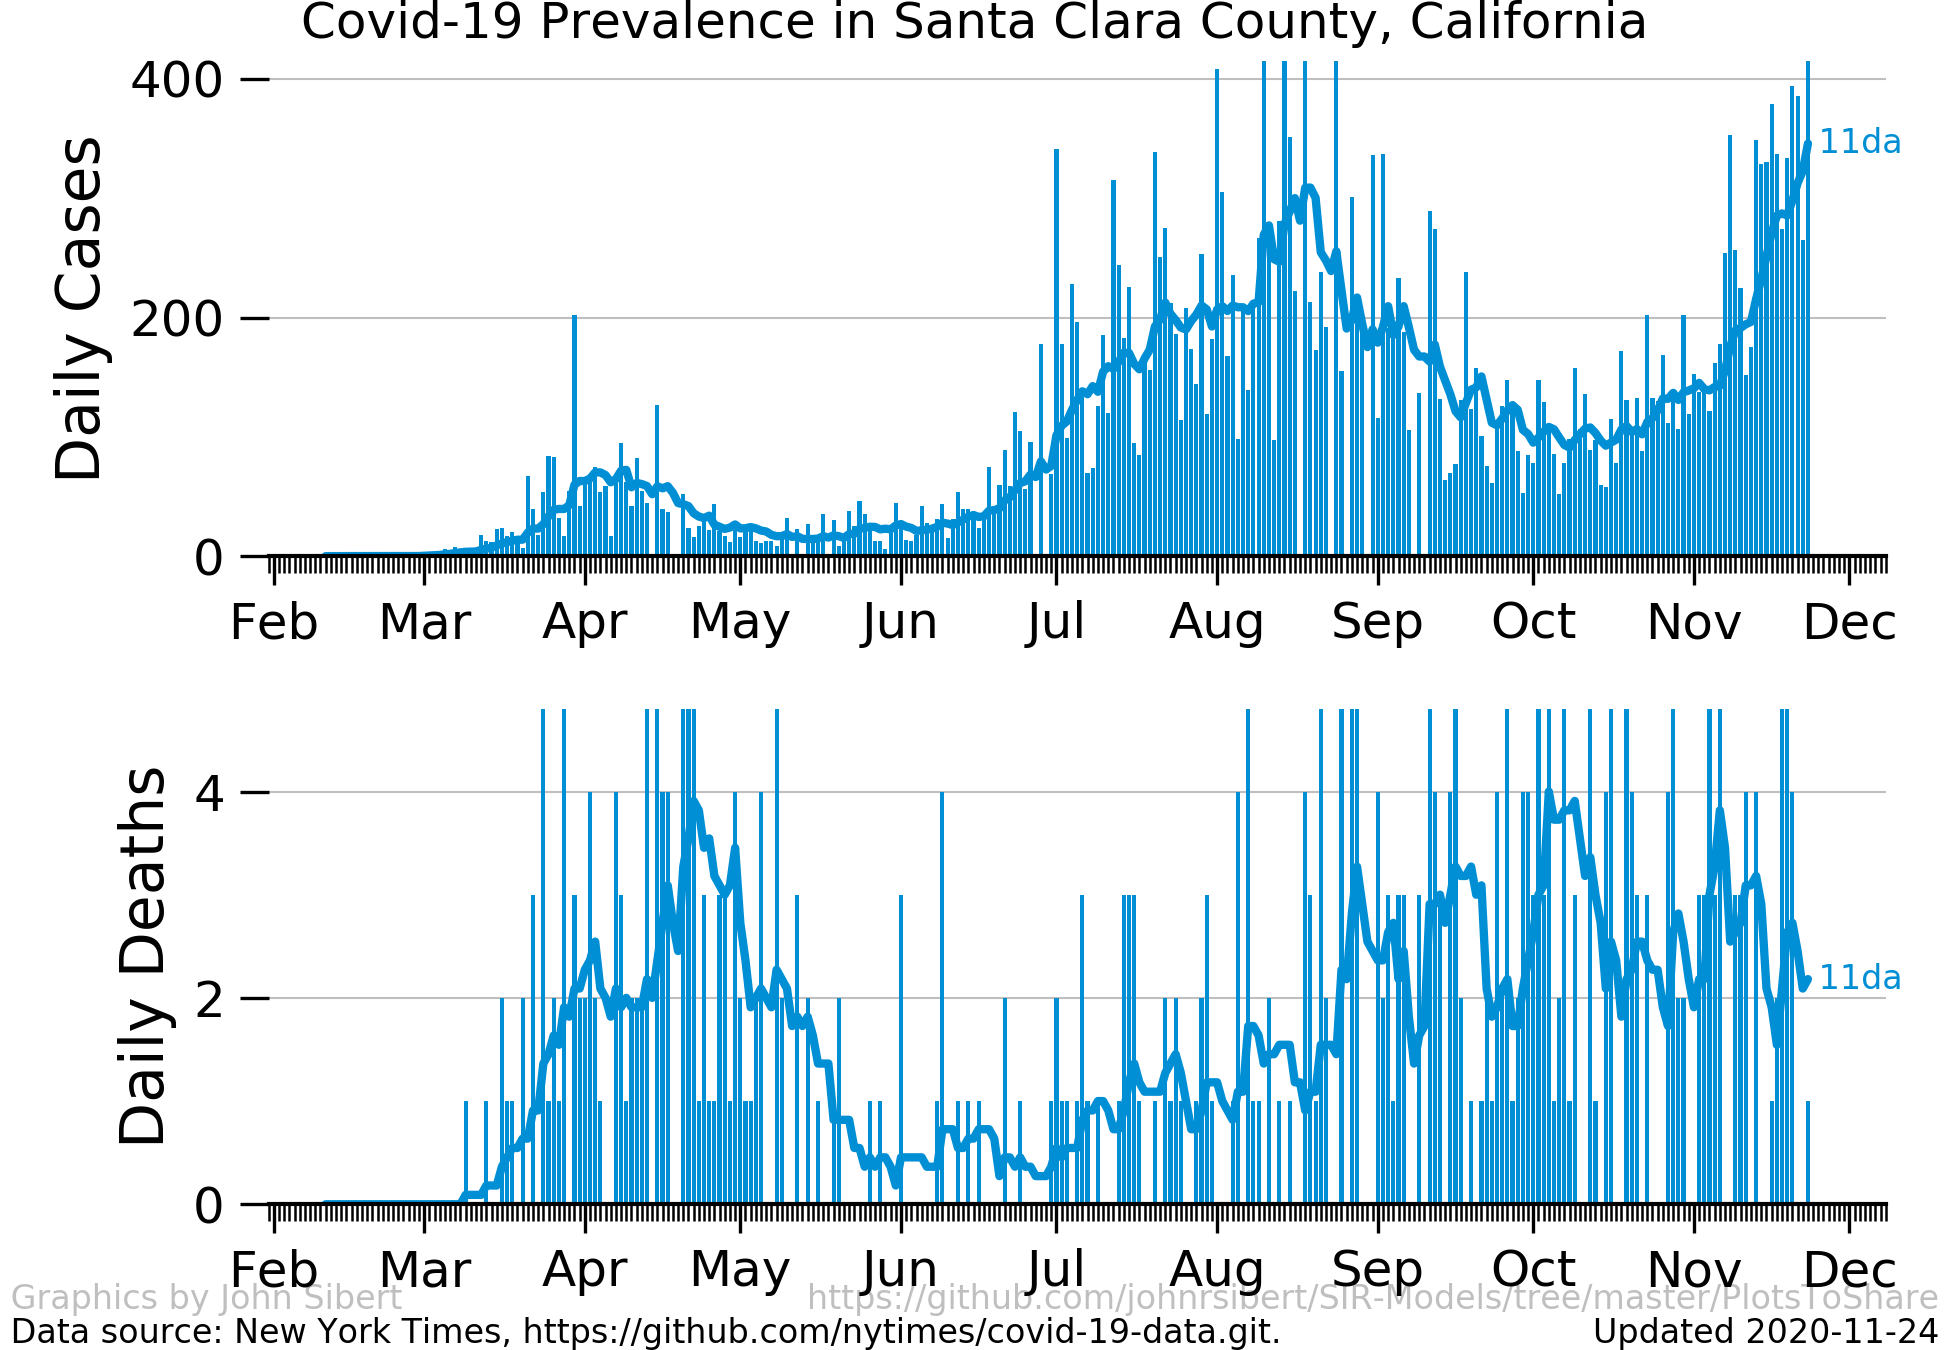 Covid-19 Prevalence in Santa Clara County, California
400
200
0
Daily Cases
11da
Feb Mar Apr May Jun Jul Aug Sep Oct Nov Dec
4
2
0
Daily Deaths
11da
Feb Mar Apr May Jun Jul Aug Sep Oct Nov Dec
Graphics by John Sibert https://github.com/johnrsibert/SIR-Models/tree/master/PlotsToShare
Data source: New York Times, https://github.com/nytimes/covid-19-data.git. Updated 2020-11-24